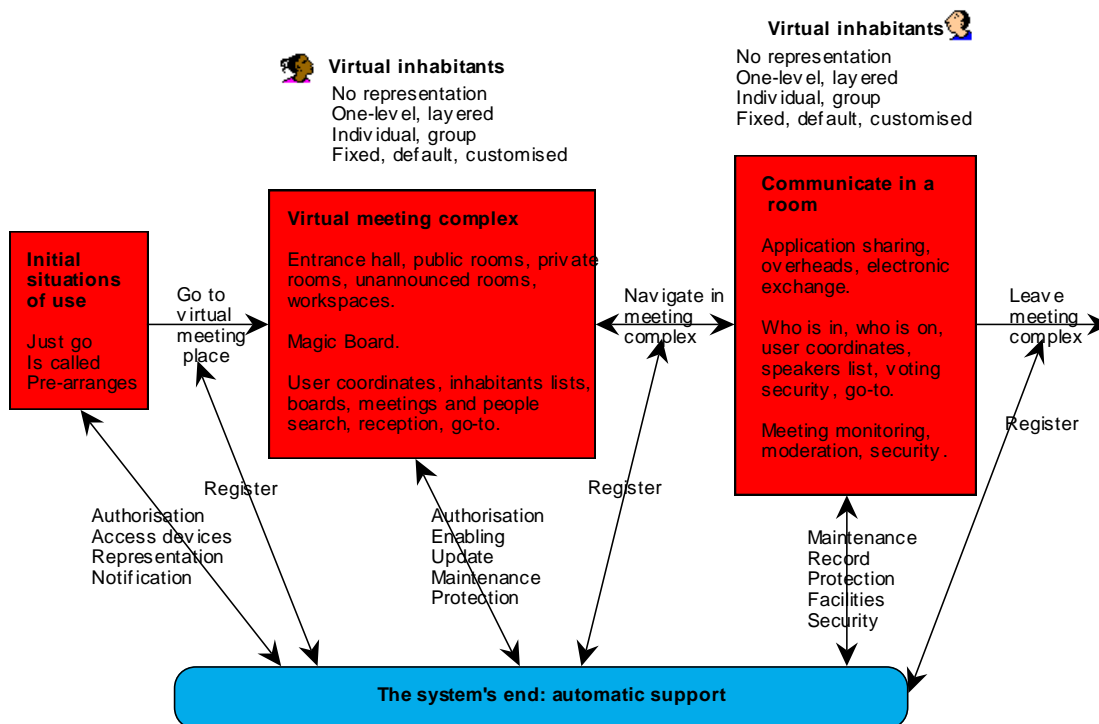 Virtual inhabitants
No representation
One-level, layered
Individual, group
Fixed, default, customised
Virtual inhabitants
No representation
One-level, layered
Individual, group
Fixed, default, customised
Initial
situations
of use
Just go
Is called
Pre-arranges
Go to
virtual
meeting
place
Virtual meeting complex
Entrance hall, public rooms, private
rooms, unannounced rooms,
workspaces.
Magic Board.
User coordinates, inhabitants lists,
boards, meetings and people
search, reception, go-to.
Navigate in
meeting
complex
Communicate in a
room
Application sharing,
overheads, electronic
exchange.
Who is in, who is on,
user coordinates,
speakers list, voting
security, go-to.
Meeting monitoring,
moderation, security.
Leave
meeting
complex
Authorisation
Access devices
Representation
Notification
Register
Authorisation
Enabling
Update
Maintenance
Protection
Register
Maintenance
Record
Protection
Facilities
Security
Register
The system's end: automatic support